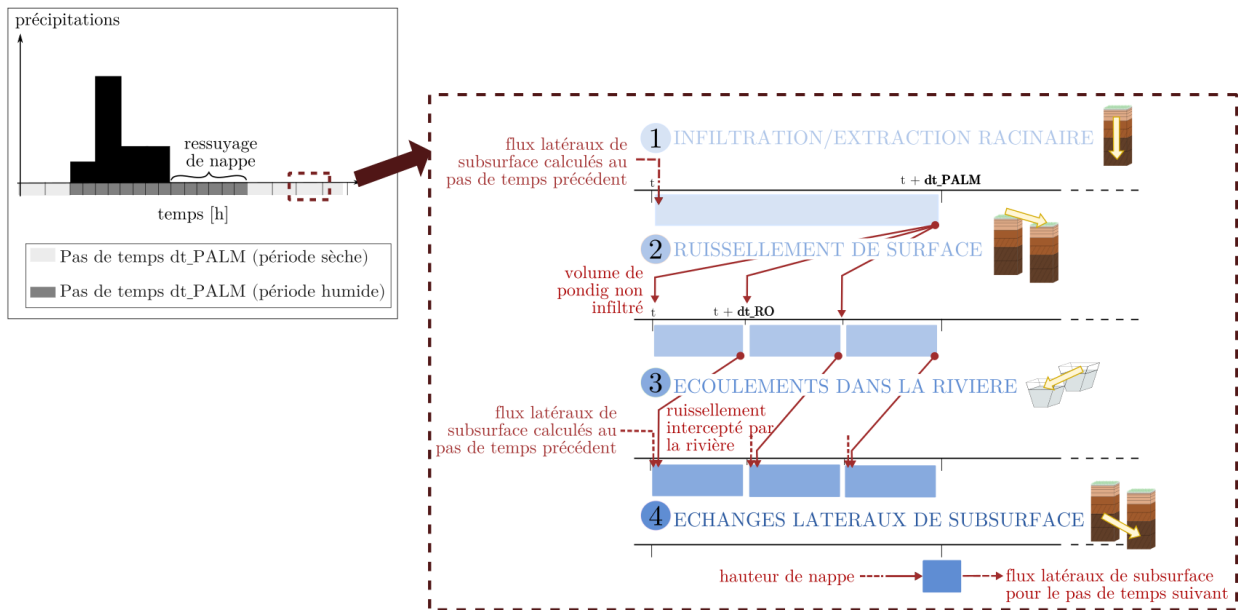 précipitations
ressuyage
de nappe
temps [h]
Pas de temps dt_PALM (période sèche)
Pas de temps dt_PALM (période humide)
1 INFILTRATION/EXTRACTION RACINAIRE
flux latéraux de
subsurface calculés au
pas de temps précédent
t
t + dt_PALM
2 RUISSELLEMENT DE SURFACE
volume de
pondig non
infiltré
t
t + dt_RO
3 ECOULEMENTS DANS LA RIVIERE
flux latéraux de
subsurface calculés au
pas de temps précédent
ruissellement
intercepté par
la rivière
4 ECHANGES LATERAUX DE SUBSURFACE
hauteur de nappe
flux latéraux de subsurface
pour le pas de temps suivant